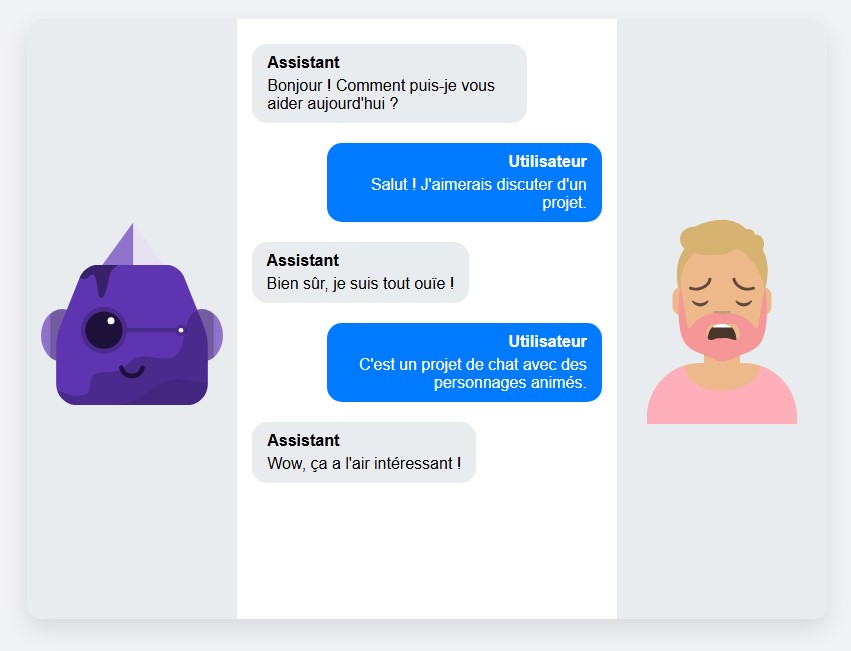 Assistant
Bonjour ! Comment puis-je vous
aider aujourd'hui ?
Utilisateur
Salut ! J'aimerais discuter d'un
projet.
Assistant
Bien sûr, je suis tout ouïe !
Utilisateur
C'est un projet de chat avec des
personnages animés.
Assistant
Wow, ça a l'air intéressant !